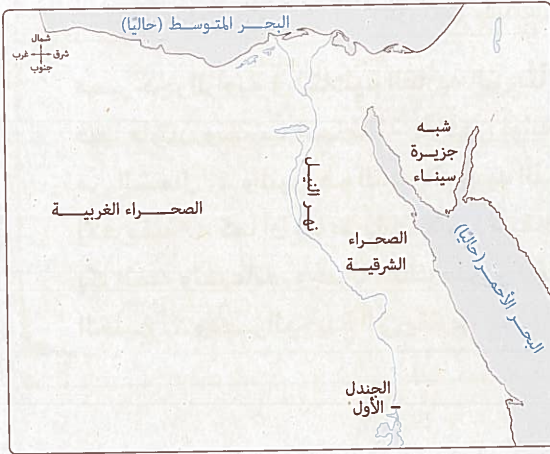 البحر المتوسط (حاليًا)
شمال
شرق
غرب
جنوب
شبه
جزيرة
سيناء
نهر النيل
الصحراء الغربية
الصحراء
الشرقية
البحر الأحمر (حاليًا)
الجندل
الأول